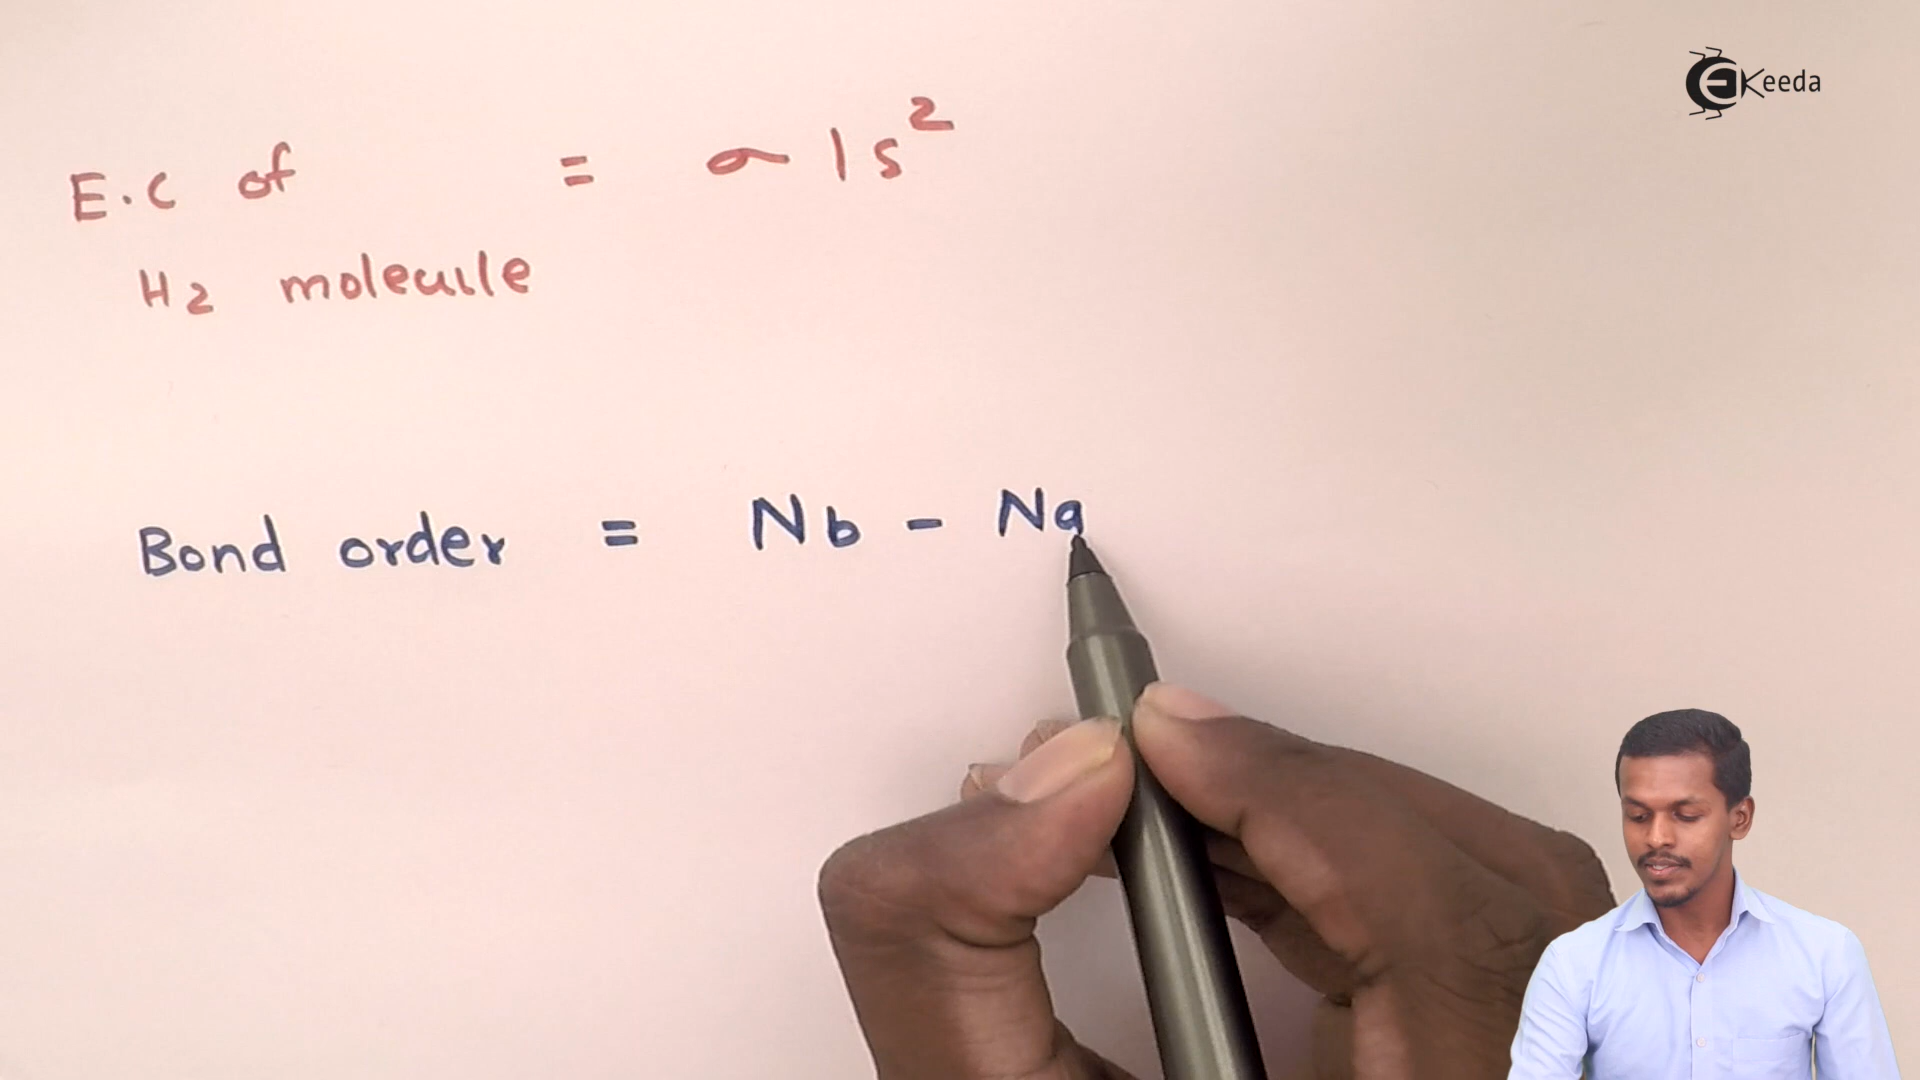 EKeeda
E.C of = σ 1s²
H2 molecule
Bond order = Nb - Na